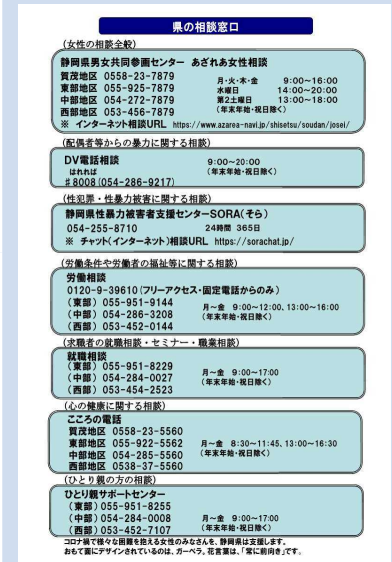 県の相談窓口
(女性の相談全般)
静岡県男女共同参画センター あざれあ女性相談
賀茂地区 0558-23-7879
東部地区 055-925-7879
中部地区 054-272-7879
西部地区 053-456-7879
月・火・木・金 9:00~16:00
水曜日 14:00~20:00
第2土曜日 13:00~18:00
(年末年始・祝日除く)
※ インターネット相談URL https://www.azarea-navi.jp/shisetsu/soudan/josei/
(配偶者等からの暴力に関する相談)
DV電話相談
はれれば
#8008(054-286-9217)
9:00~20:00
(年末年始・祝日除く)
(性犯罪・性暴力被害に関する相談)
静岡県性暴力被害者支援センターSORA(そら)
054-255-8710 24時間 365日
※ チャット(インターネット)相談URL https://sorachat.jp/
(労働条件や労働者の福祉等に関する相談)
労働相談
0120-9-39610(フリーアクセス・固定電話からのみ)
(東部) 055-951-9144
(中部) 054-286-3208
(西部) 053-452-0144
月~金 9:00~12:00、13:00~16:00
(年末年始・祝日除く)
(求職者の就職相談・セミナー・職業相談)
就職相談
(東部) 055-951-8229
(中部) 054-284-0027
(西部) 053-454-2523
月~金 9:00~17:00
(年末年始・祝日除く)
(心の健康に関する相談)
こころの電話
賀茂地区 0558-23-5560
東部地区 055-922-5562
中部地区 054-285-5560
西部地区 0538-37-5560
月~金 8:30~11:45、13:00~16:30
(年末年始・祝日除く)
(ひとり親の方の相談)
ひとり親サポートセンター
(東部)055-951-8255
(中部)054-284-0008
(西部)053-452-7107
月~金 9:00~17:00
(年末年始・祝日除く)
コロナ禍で様々な困難を抱える女性のみなさんを、静岡県は支援します。
おもて面にデザインされているのは、ガーベラ。花言葉は、「常に前向き」です。